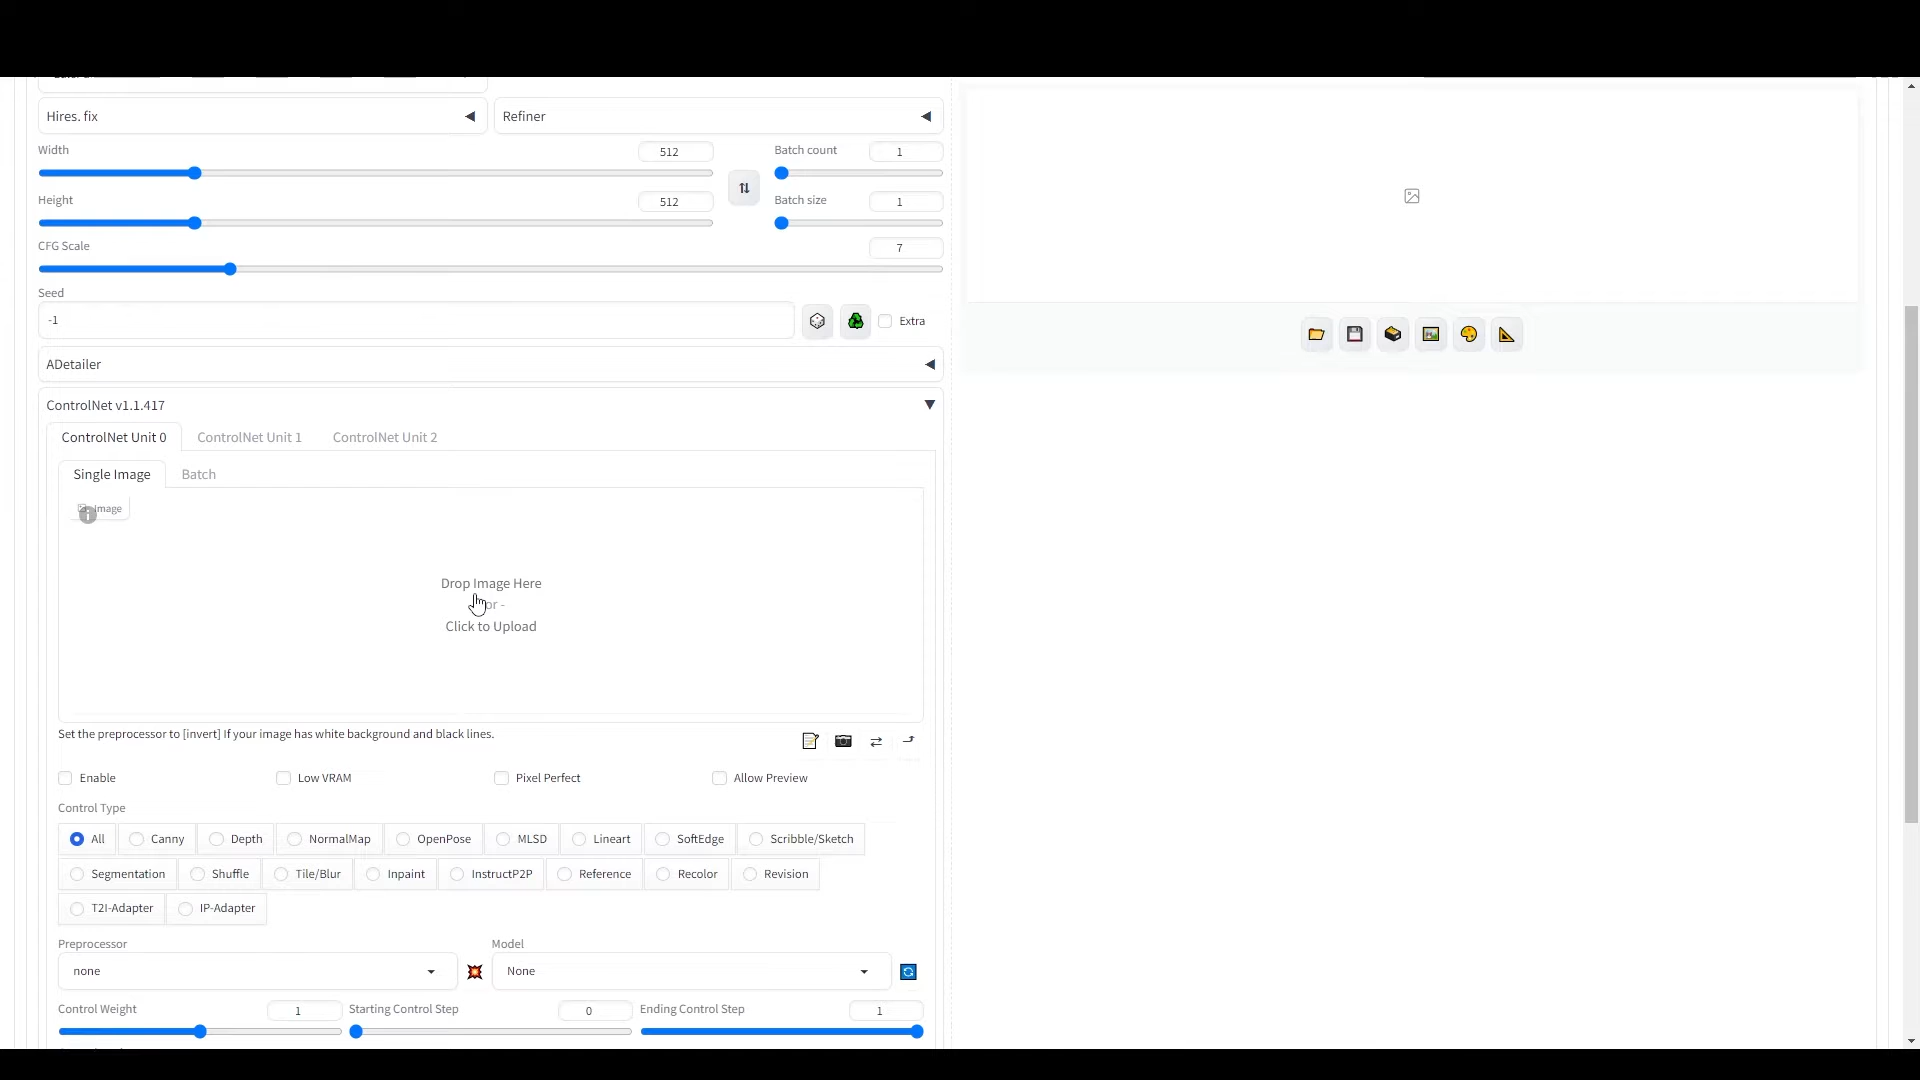 Hires. fix
Refiner
Width
512
Batch count
1
Height
512
Batch size
1
CFG Scale
7
Seed
-1
Extra
ADetailer
ControlNet v1.1.417
ControlNet Unit 0
ControlNet Unit 1
ControlNet Unit 2
Single Image
Batch
Image
Drop Image Here
or -
Click to Upload
Set the preprocessor to [invert] If your image has white background and black lines.
Enable
Low VRAM
Pixel Perfect
Allow Preview
Control Type
All
Canny
Depth
NormalMap
OpenPose
MLSD
Lineart
SoftEdge
Scribble/Sketch
Segmentation
Shuffle
Tile/Blur
Inpaint
InstructP2P
Reference
Recolor
Revision
T2I-Adapter
IP-Adapter
Preprocessor
none
Model
None
Control Weight
1
Starting Control Step
0
Ending Control Step
1